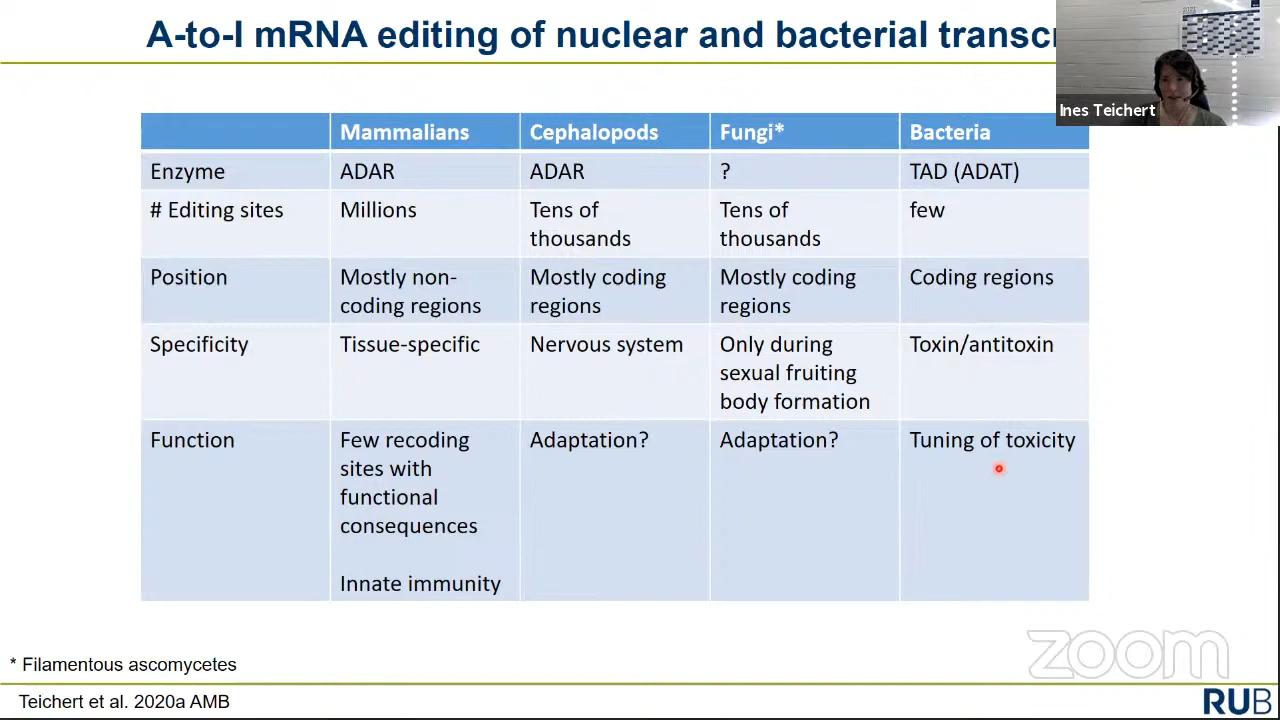 A-to-I mRNA editing of nuclear and bacterial transcr
Ines Teichert
Mammalians Cephalopods Fungi* Bacteria
Enzyme ADAR ADAR ? TAD (ADAT)
# Editing sites Millions Tens of thousands Tens of thousands few
Position Mostly non-coding regions Mostly coding regions Mostly coding regions Coding regions
Specificity Tissue-specific Nervous system Only during sexual fruiting body formation Toxin/antitoxin
Function Few recoding sites with functional consequences Innate immunity Adaptation? Adaptation? Tuning of toxicity
zoom
* Filamentous ascomycetes
Teichert et al. 2020a AMB
RUB